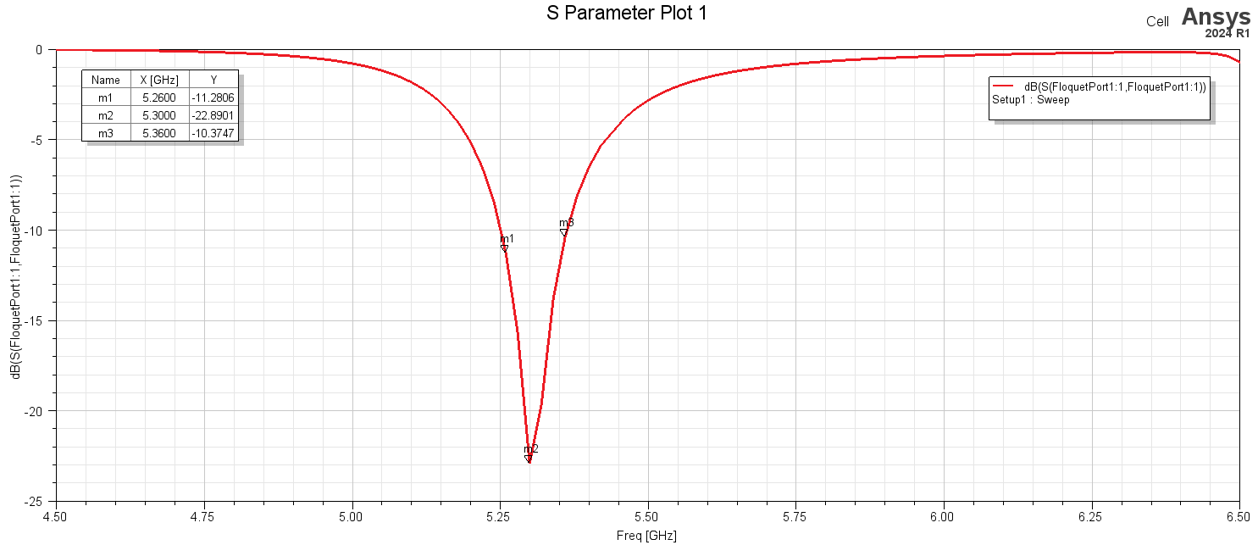 S Parameter Plot 1
Cell Ansys
2024 R1
Name X [GHz] Y
m1 5.2600 -11.2806
m2 5.3000 -22.8901
m3 5.3600 -10.3747
dB(S(FloquetPort1:1,FloquetPort1:1))
Setup1 : Sweep
dB(S(FloquetPort1:1,FloquetPort1:1))
0
-5
-10
-15
-20
-25
m1
m3
m2
4.50 4.75 5.00 5.25 5.50 5.75 6.00 6.25 6.50
Freq [GHz]